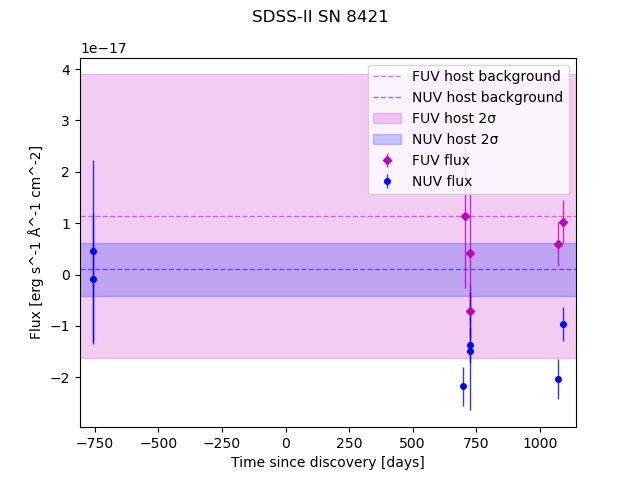 SDSS-II SN 8421
1e−17
FUV host background
NUV host background
FUV host 2σ
NUV host 2σ
FUV flux
NUV flux
4
3
2
1
0
−1
−2
Flux [erg s^-1 Å^-1 cm^-2]
−750
−500
−250
0
250
500
750
1000
Time since discovery [days]